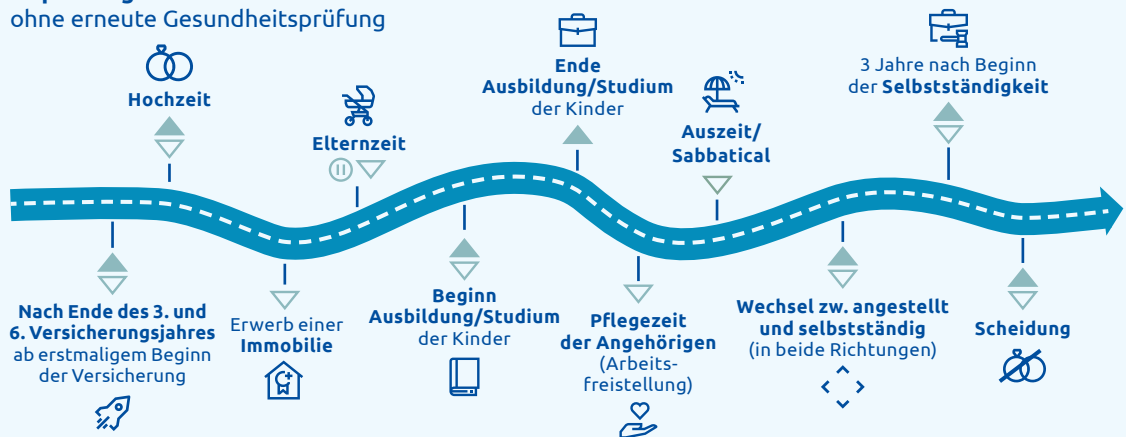 ohne erneute Gesundheitsprüfung
Hochzeit
Elternzeit
Ende
Ausbildung/Studium
der Kinder
Auszeit/
Sabbatical
3 Jahre nach Beginn
der Selbstständigkeit
Nach Ende des 3. und
6. Versicherungsjahres
ab erstmaligem Beginn
der Versicherung
Erwerb einer
Immobilie
Beginn
Ausbildung/Studium
der Kinder
Pflegezeit
der Angehörigen
(Arbeits-
freistellung)
Wechsel zw. angestellt
und selbstständig
(in beide Richtungen)
Scheidung